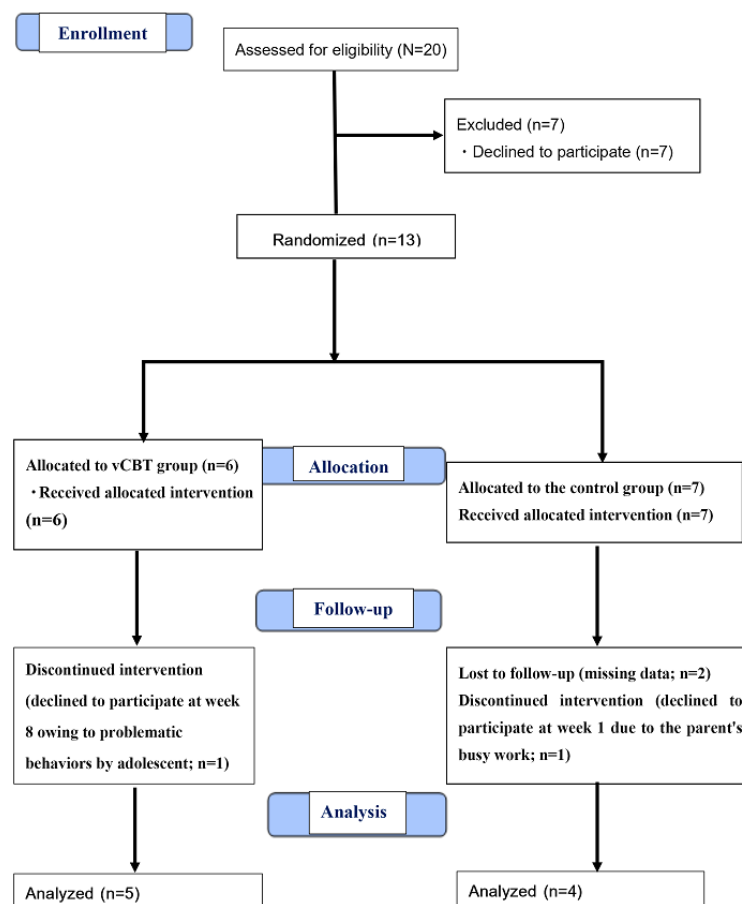 Enrollment
Assessed for eligibility (N=20)
Excluded (n=7)
・Declined to participate (n=7)
Randomized (n=13)
Allocated to vCBT group (n=6)
・Received allocated intervention
(n=6)
Allocation
Allocated to the control group (n=7)
Received allocated intervention (n=7)
Follow-up
Discontinued intervention
(declined to participate at week
8 owing to problematic
behaviors by adolescent; n=1)
Lost to follow-up (missing data; n=2)
Discontinued intervention (declined to
participate at week 1 due to the parent's
busy work; n=1)
Analysis
Analyzed (n=5)
Analyzed (n=4)